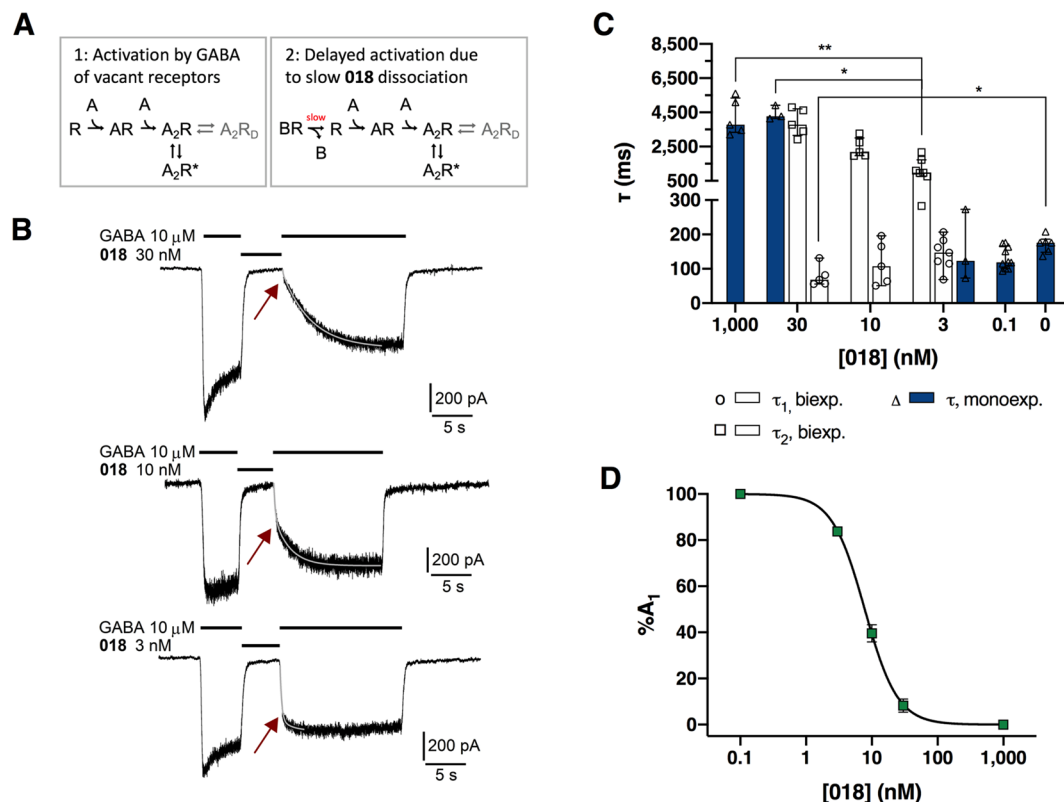 A
1: Activation by GABA
of vacant receptors
A A
R AR A₂R A₂R_D
A₂R*
2: Delayed activation due
to slow 018 dissociation
slow A A
BR R AR A₂R A₂R_D
B A₂R*
B
GABA 10 μM
018 30 nM
200 pA
5 s
GABA 10 μM
018 10 nM
200 pA
5 s
GABA 10 μM
018 3 nM
200 pA
5 s
C
8,500
6,500
4,500
2,500
500
200
100
0
τ (ms)
**
*
*
1,000 30 10 3 0.1 0
[018] (nM)
τ₁, biexp.
τ, monoexp.
τ₂, biexp.
D
100
80
60
40
20
0
%A₁
0.1 1 10 100 1,000
[018] (nM)